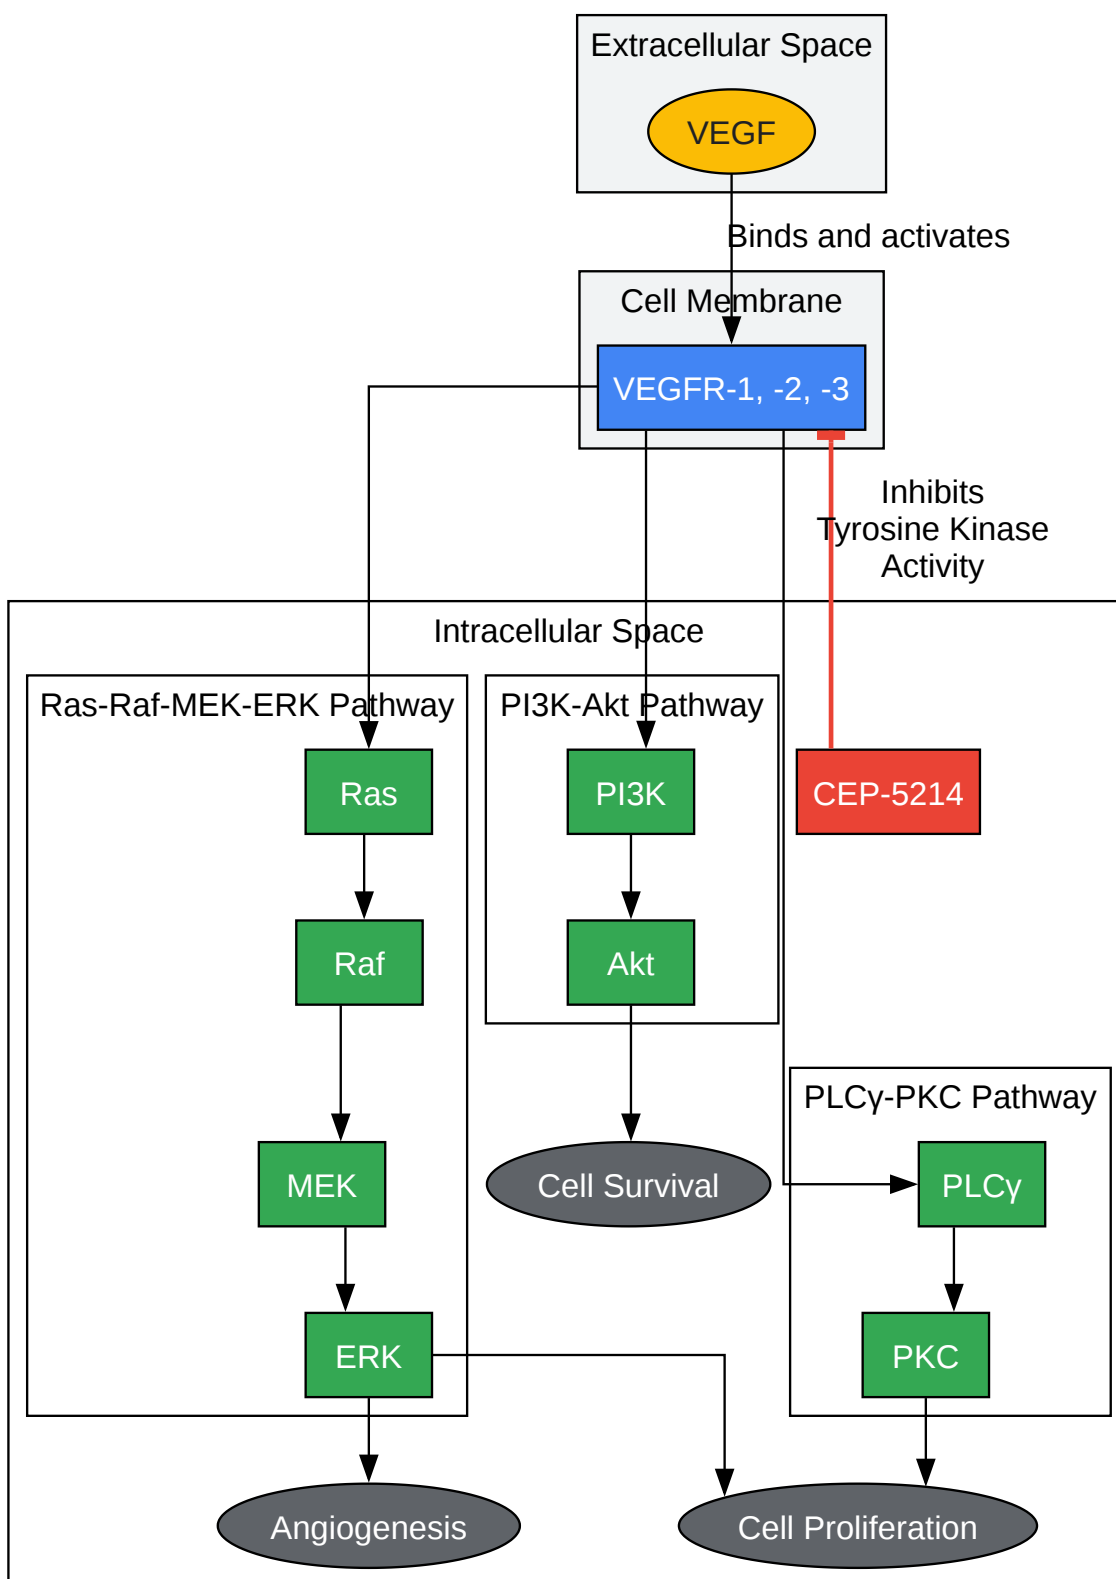 Extracellular Space
VEGF
Binds and activates
Cell Membrane
VEGFR-1, -2, -3
Inhibits
Tyrosine Kinase
Activity
Intracellular Space
Ras-Raf-MEK-ERK Pathway
PI3K-Akt Pathway
Ras
PI3K
CEP-5214
Raf
Akt
PLCγ-PKC Pathway
MEK
Cell Survival
PLCγ
ERK
PKC
Angiogenesis
Cell Proliferation